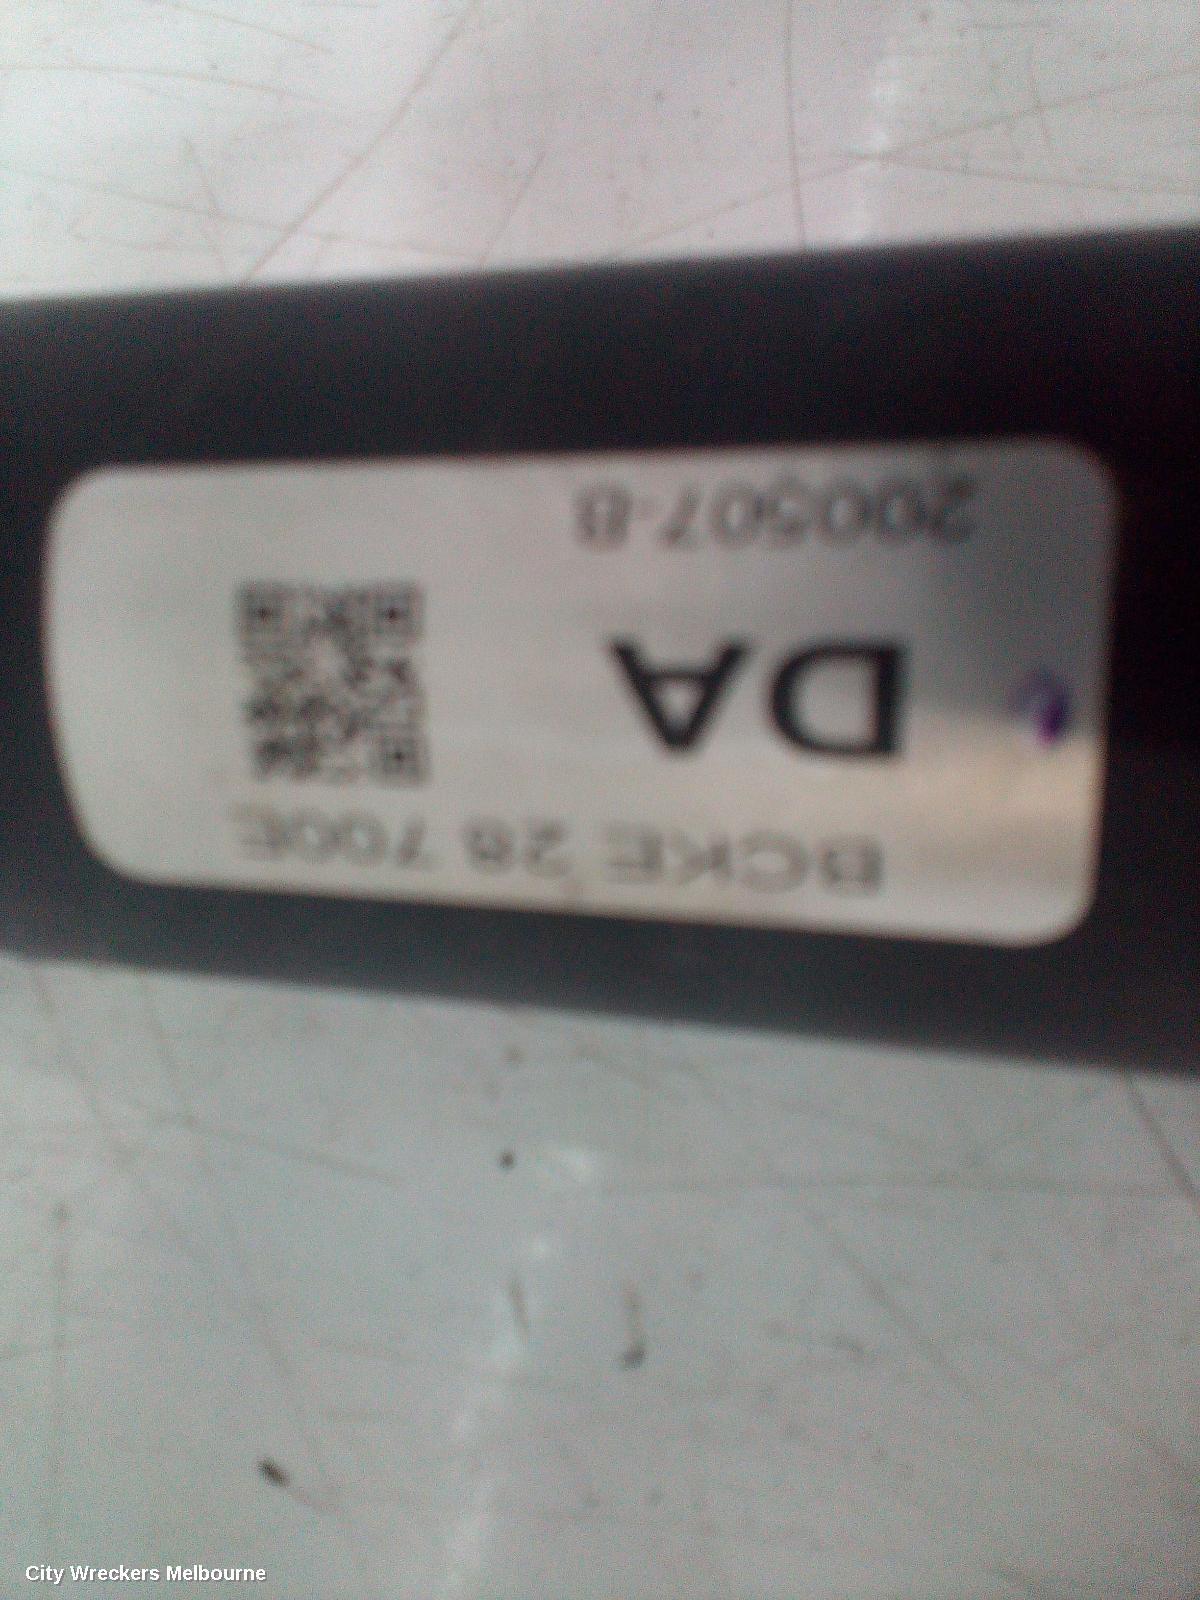 BCKE 28 700E
DA
200507-B
City Wreckers Melbourne